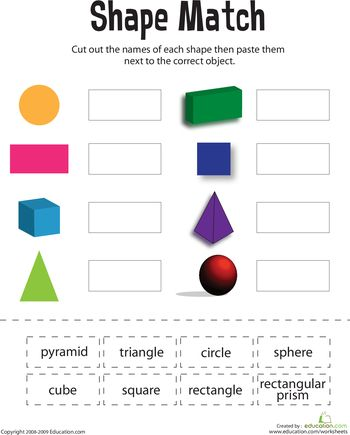 Shape Match
Cut out the names of each shape then paste them
next to the correct object.
pyramid
triangle
circle
sphere
cube
square
rectangle
rectangular
prism
Copyright 2008-2009 Education.com
Created by :
education.com
www.education.com/worksheets